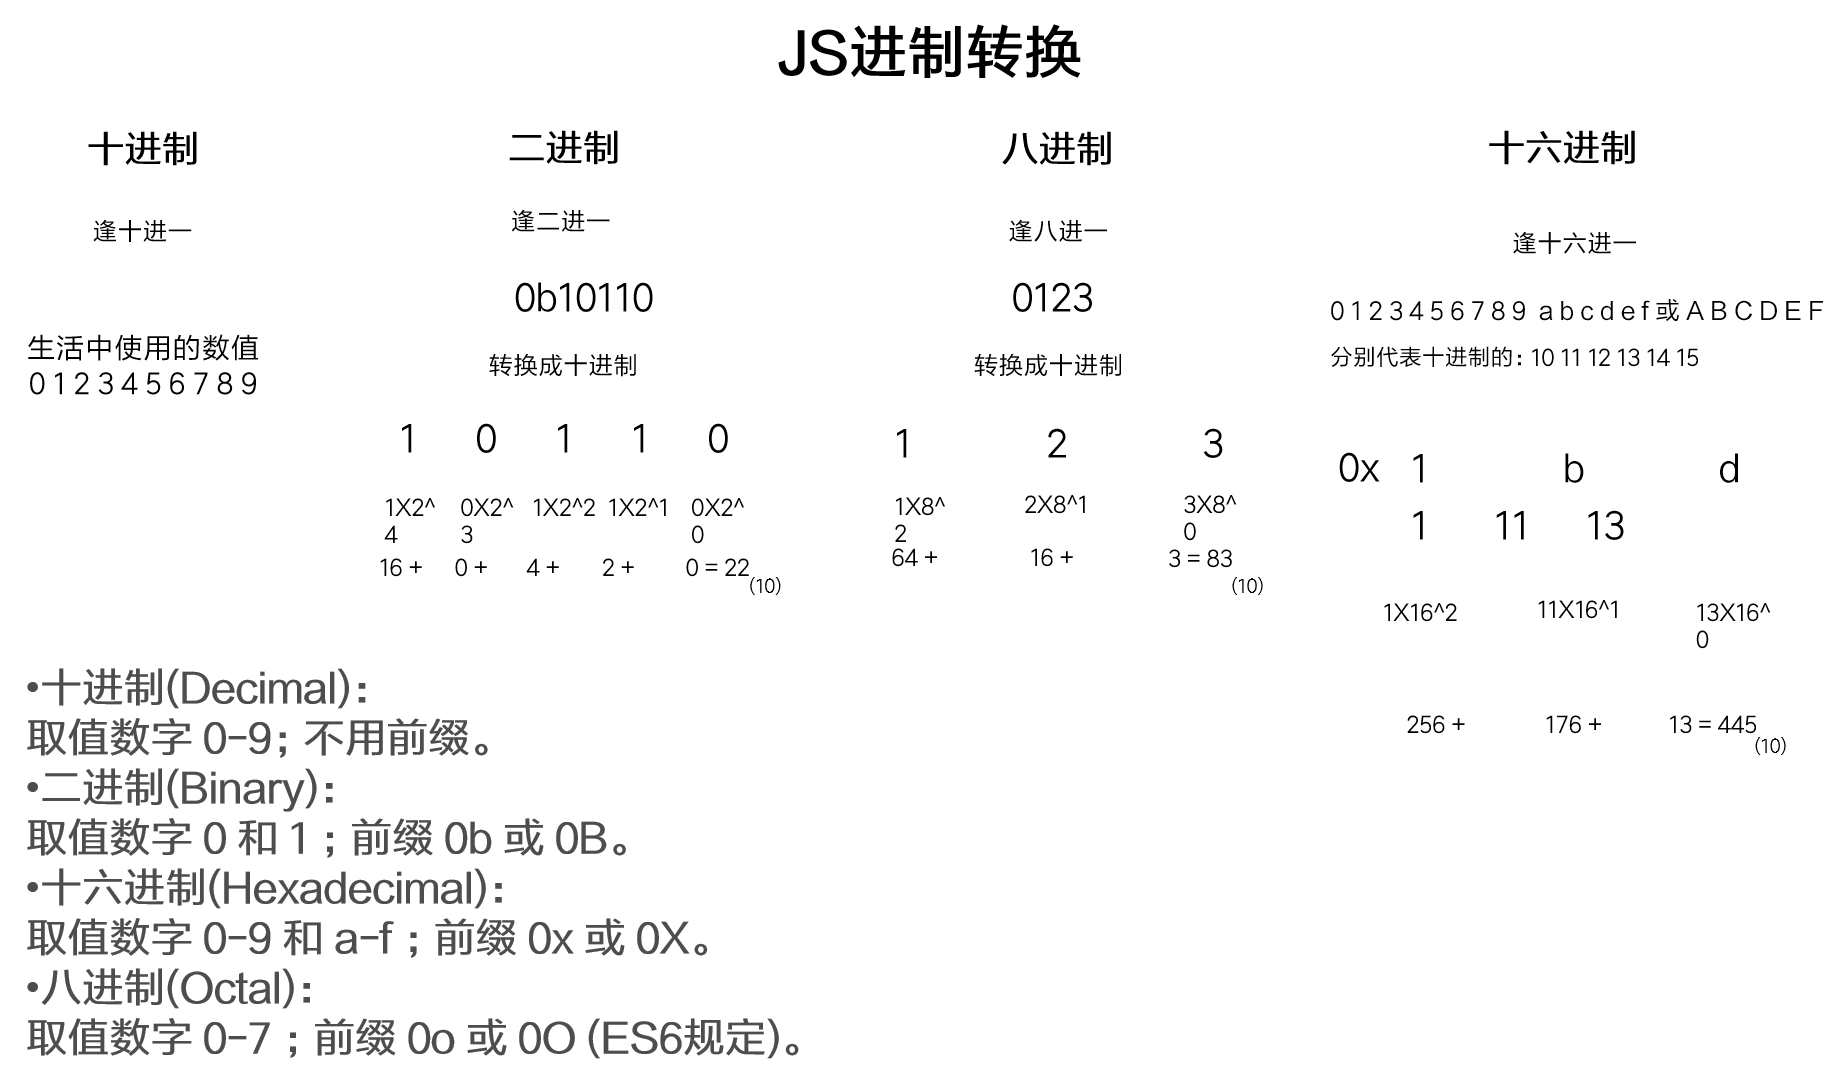 JS进制转换
十进制
逢十进一
生活中使用的数值
0 1 2 3 4 5 6 7 8 9
二进制
逢二进一
0b10110
转换成十进制
1 0 1 1 0
1X2^ 0X2^ 1X2^2 1X2^1 0X2^
4 3 0
16 + 0 + 4 + 2 + 0 = 22
(10)
八进制
逢八进一
0123
转换成十进制
1 2 3
1X8^ 2X8^1 3X8^
2 0
64 + 16 + 3 = 83
(10)
十六进制
逢十六进一
0 1 2 3 4 5 6 7 8 9 a b c d e f 或 A B C D E F
分别代表十进制的：10 11 12 13 14 15
0x 1 b d
1 11 13
1X16^2 11X16^1 13X16^
0
256 + 176 + 13 = 445
(10)
•十进制(Decimal)：
取值数字 0-9；不用前缀。
•二进制(Binary)：
取值数字 0 和 1 ；前缀 0b 或 0B。
•十六进制(Hexadecimal)：
取值数字 0-9 和 a-f ；前缀 0x 或 0X。
•八进制(Octal)：
取值数字 0-7 ；前缀 0o 或 0O (ES6规定)。